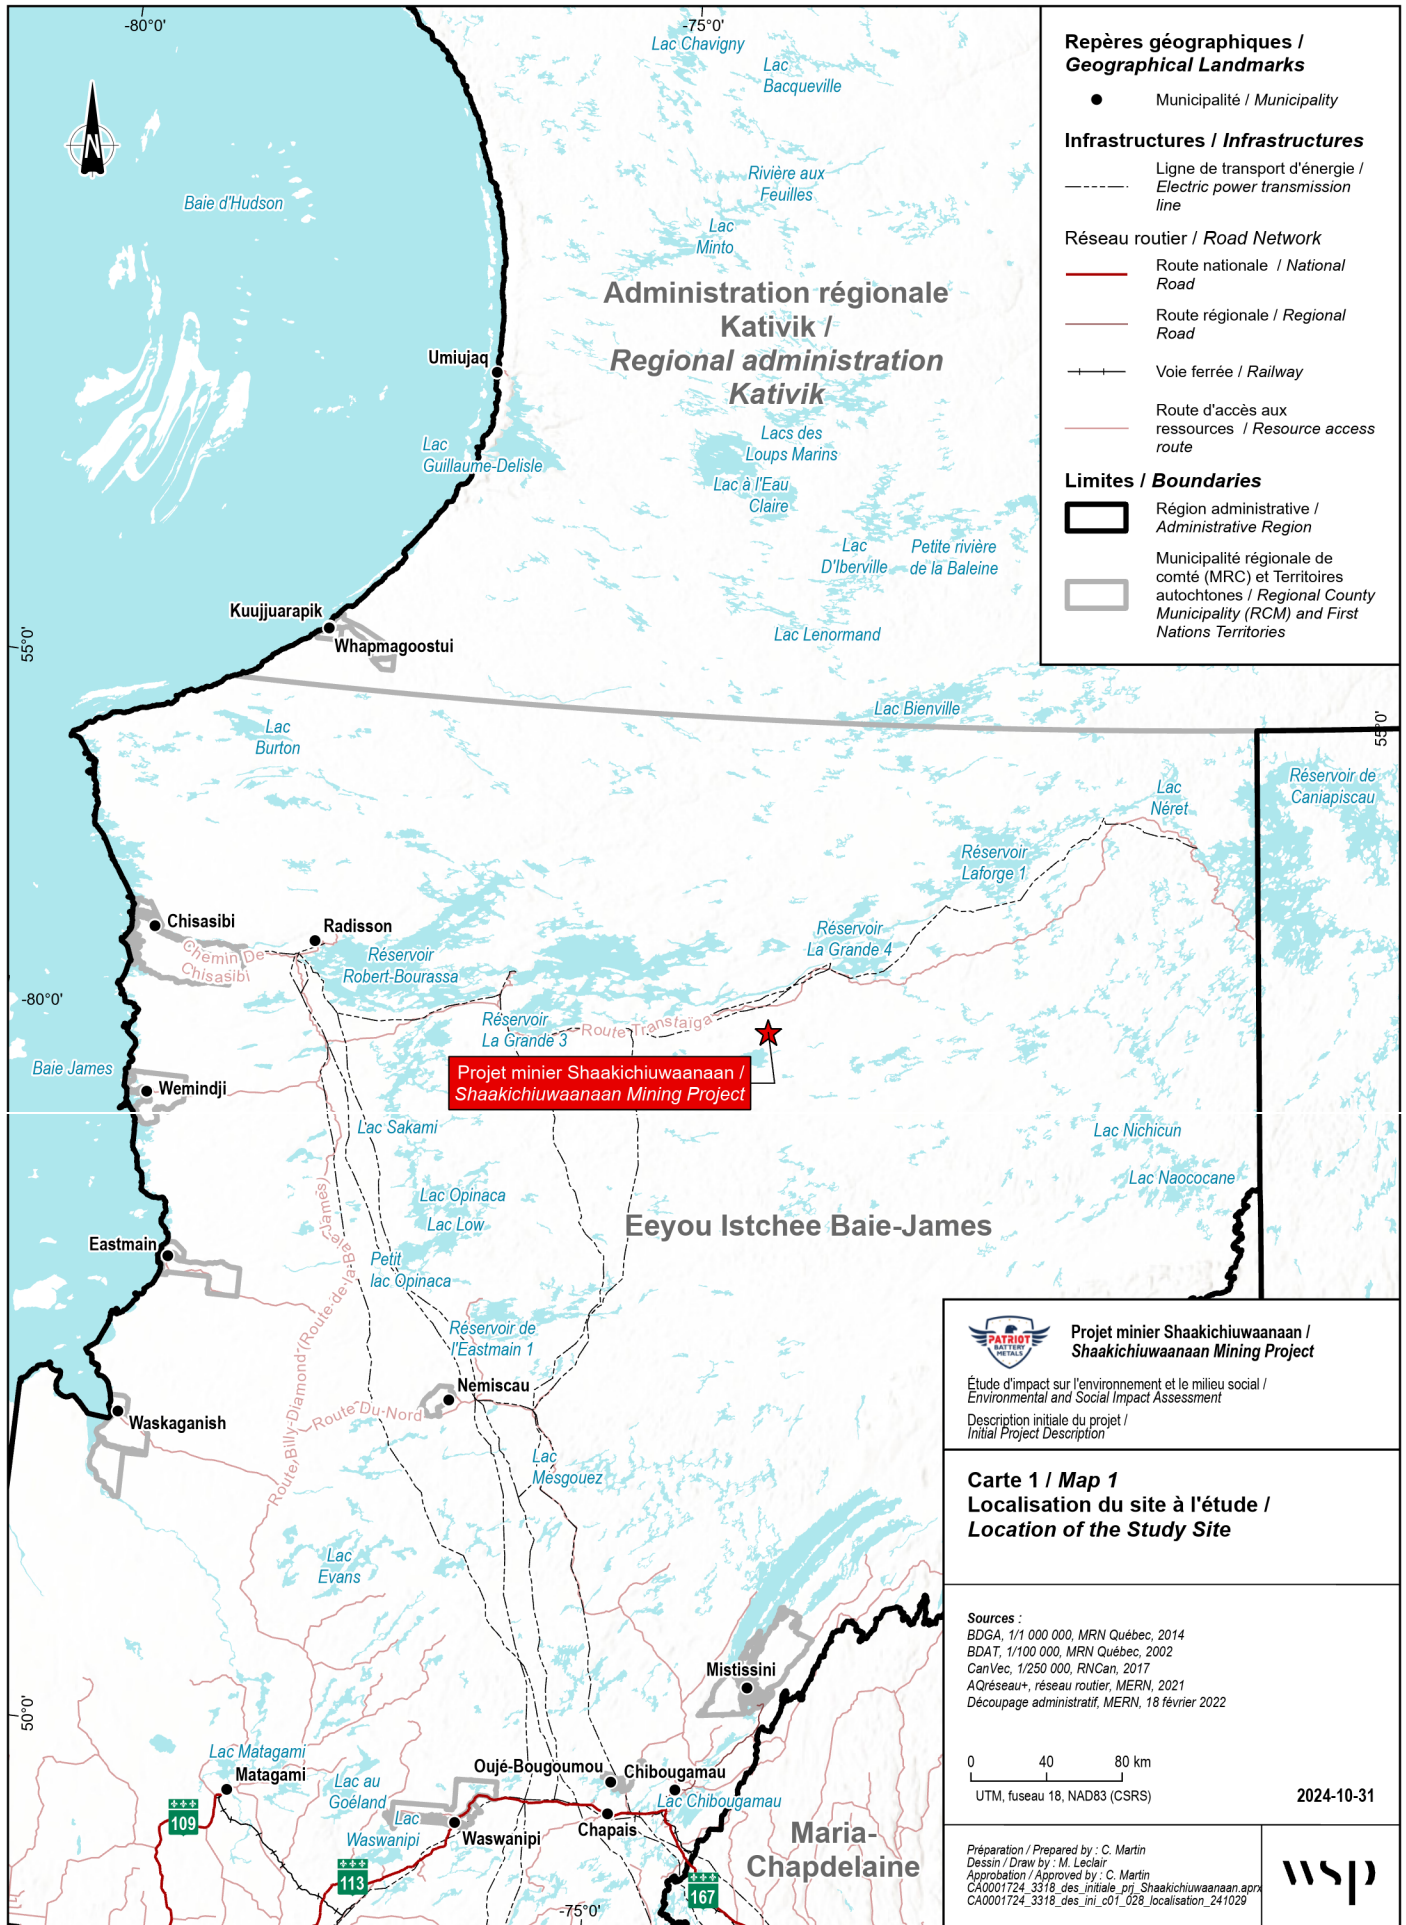 -80°0'
-75°0'
Lac Chavigny
Lac
Bacqueville
N
Baie d'Hudson
Rivière aux
Feuilles
Lac
Minto
Administration régionale
Kativik /
Regional administration
Kativik
Umiujaq
Lac
Guillaume-Delisle
Lacs des
Loups Marins
Lac à l'Eau
Claire
Lac
D'Iberville
Petite rivière
de la Baleine
Kuujjuarapik
Whapmagoostui
Lac Lenormand
55°0'
Lac Bienville
Lac
Burton
55°0'
Réservoir de
Caniapiscau
Lac
Néret
Réservoir
Laforge 1
Chisasibi
Radisson
Chemin De
Chisasibi
Réservoir
Robert-Bourassa
Réservoir
La Grande 4
-80°0'
Réservoir
La Grande 3
Route Transtaïga
Baie James
Wemindji
Projet minier Shaakichiuwaanaan /
Shaakichiuwaanaan Mining Project
Lac Sakami
Lac Nichicun
Lac Naococane
Lac Opinaca
Lac Low
Eeyou Istchee Baie-James
Eastmain
Petit
lac Opinaca
Route Billy-Diamond (Route-de-la-Baie-James)
Réservoir de
l'Eastmain 1
Nemiscau
Route Du Nord
Waskaganish
Lac
Mesgouez
Lac
Evans
Mistissini
50°0'
Lac Matagami
Matagami
Lac au
Goéland
Oujé-Bougoumou
Chibougamau
Lac Chibougamau
109
Lac
Waswanipi
Waswanipi
Chapais
Maria-
Chapdelaine
113
167
-75°0'
Repères géographiques /
Geographical Landmarks
Municipalité / Municipality
Infrastructures / Infrastructures
Ligne de transport d'énergie /
Electric power transmission
line
Réseau routier / Road Network
Route nationale / National
Road
Route régionale / Regional
Road
Voie ferrée / Railway
Route d'accès aux
ressources / Resource access
route
Limites / Boundaries
Région administrative /
Administrative Region
Municipalité régionale de
comté (MRC) et Territoires
autochtones / Regional County
Municipality (RCM) and First
Nations Territories
PATRIOT
BATTERY
METALS
Projet minier Shaakichiuwaanaan /
Shaakichiuwaanaan Mining Project
Étude d'impact sur l'environnement et le milieu social /
Environmental and Social Impact Assessment
Description initiale du projet /
Initial Project Description
Carte 1 / Map 1
Localisation du site à l'étude /
Location of the Study Site
Sources :
BDGA, 1/1 000 000, MRN Québec, 2014
BDAT, 1/100 000, MRN Québec, 2002
CanVec, 1/250 000, RNCan, 2017
AQréseau+, réseau routier, MERN, 2021
Découpage administratif, MERN, 18 février 2022
0 40 80 km
UTM, fuseau 18, NAD83 (CSRS)
2024-10-31
Préparation / Prepared by : C. Martin
Dessin / Draw by : M. Leclair
Approbation / Approved by : C. Martin
CA0001724_3318_des_initiale_prj_Shaakichiuwaanaan.aprx
CA0001724_3318_des_ini_c01_028_localisation_241029
wsp